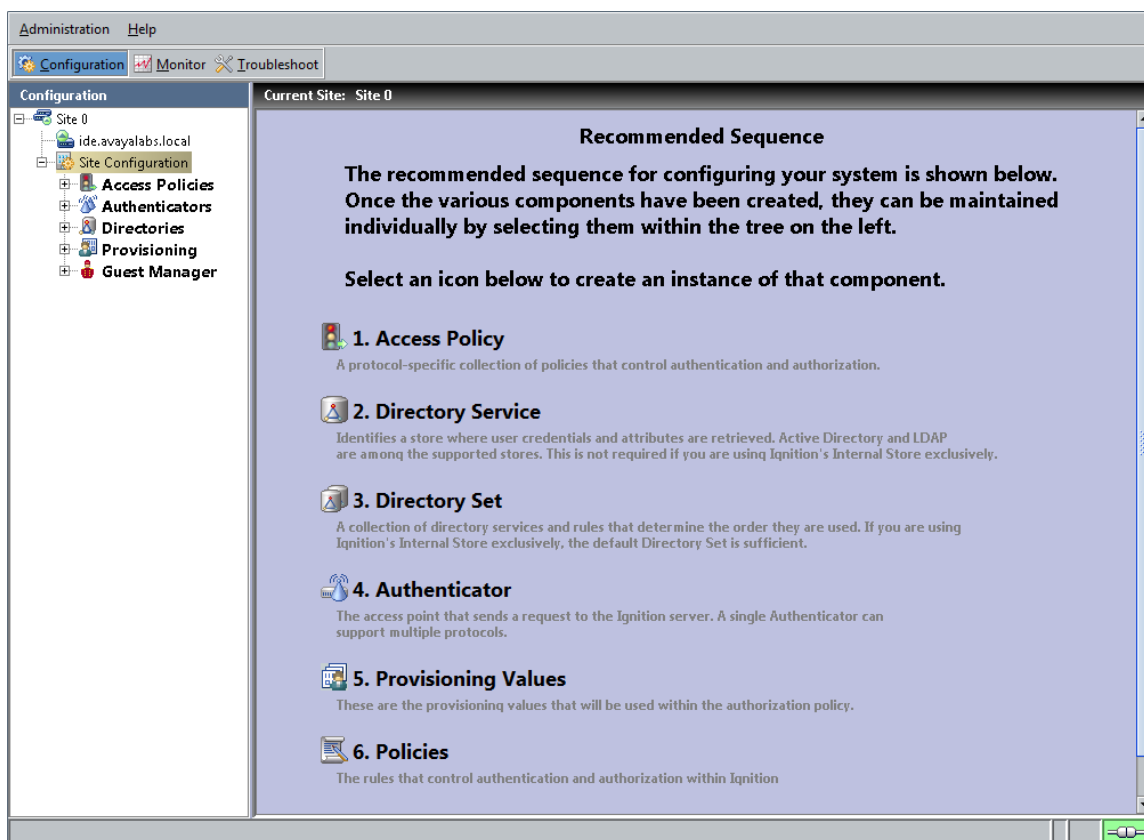 Administration Help
Configuration Monitor Troubleshoot
Configuration
Current Site: Site 0
Site 0
ide.avayalabs.local
Site Configuration
Access Policies
Authenticators
Directories
Provisioning
Guest Manager
Recommended Sequence
The recommended sequence for configuring your system is shown below.
Once the various components have been created, they can be maintained
individually by selecting them within the tree on the left.
Select an icon below to create an instance of that component.
1. Access Policy
A protocol-specific collection of policies that control authentication and authorization.
2. Directory Service
Identifies a store where user credentials and attributes are retrieved. Active Directory and LDAP
are among the supported stores. This is not required if you are using Ignition's Internal Store exclusively.
3. Directory Set
A collection of directory services and rules that determine the order they are used. If you are using
Ignition's Internal Store exclusively, the default Directory Set is sufficient.
4. Authenticator
The access point that sends a request to the Ignition server. A single Authenticator can
support multiple protocols.
5. Provisioning Values
These are the provisioning values that will be used within the authorization policy.
6. Policies
The rules that control authentication and authorization within Ignition